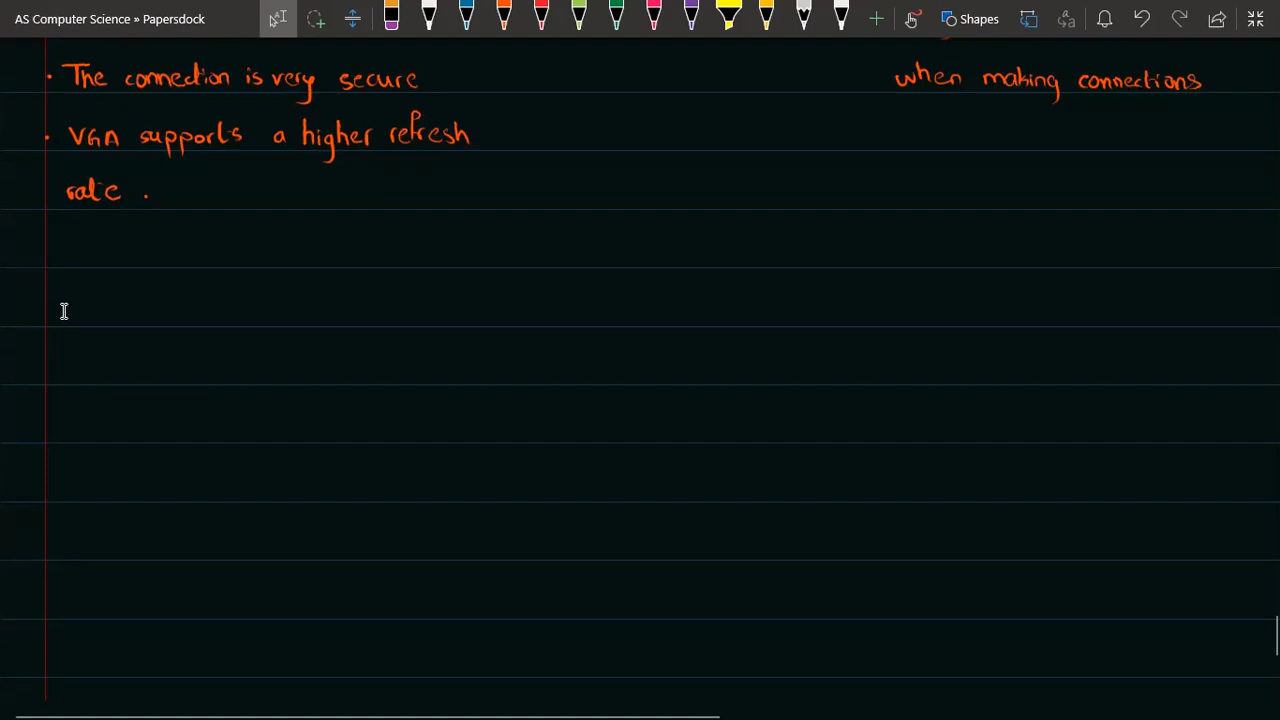 AS Computer Science » Papersdock
Shapes
• The connection is very secure
when making connections
• VGA supports a higher refresh
rate .